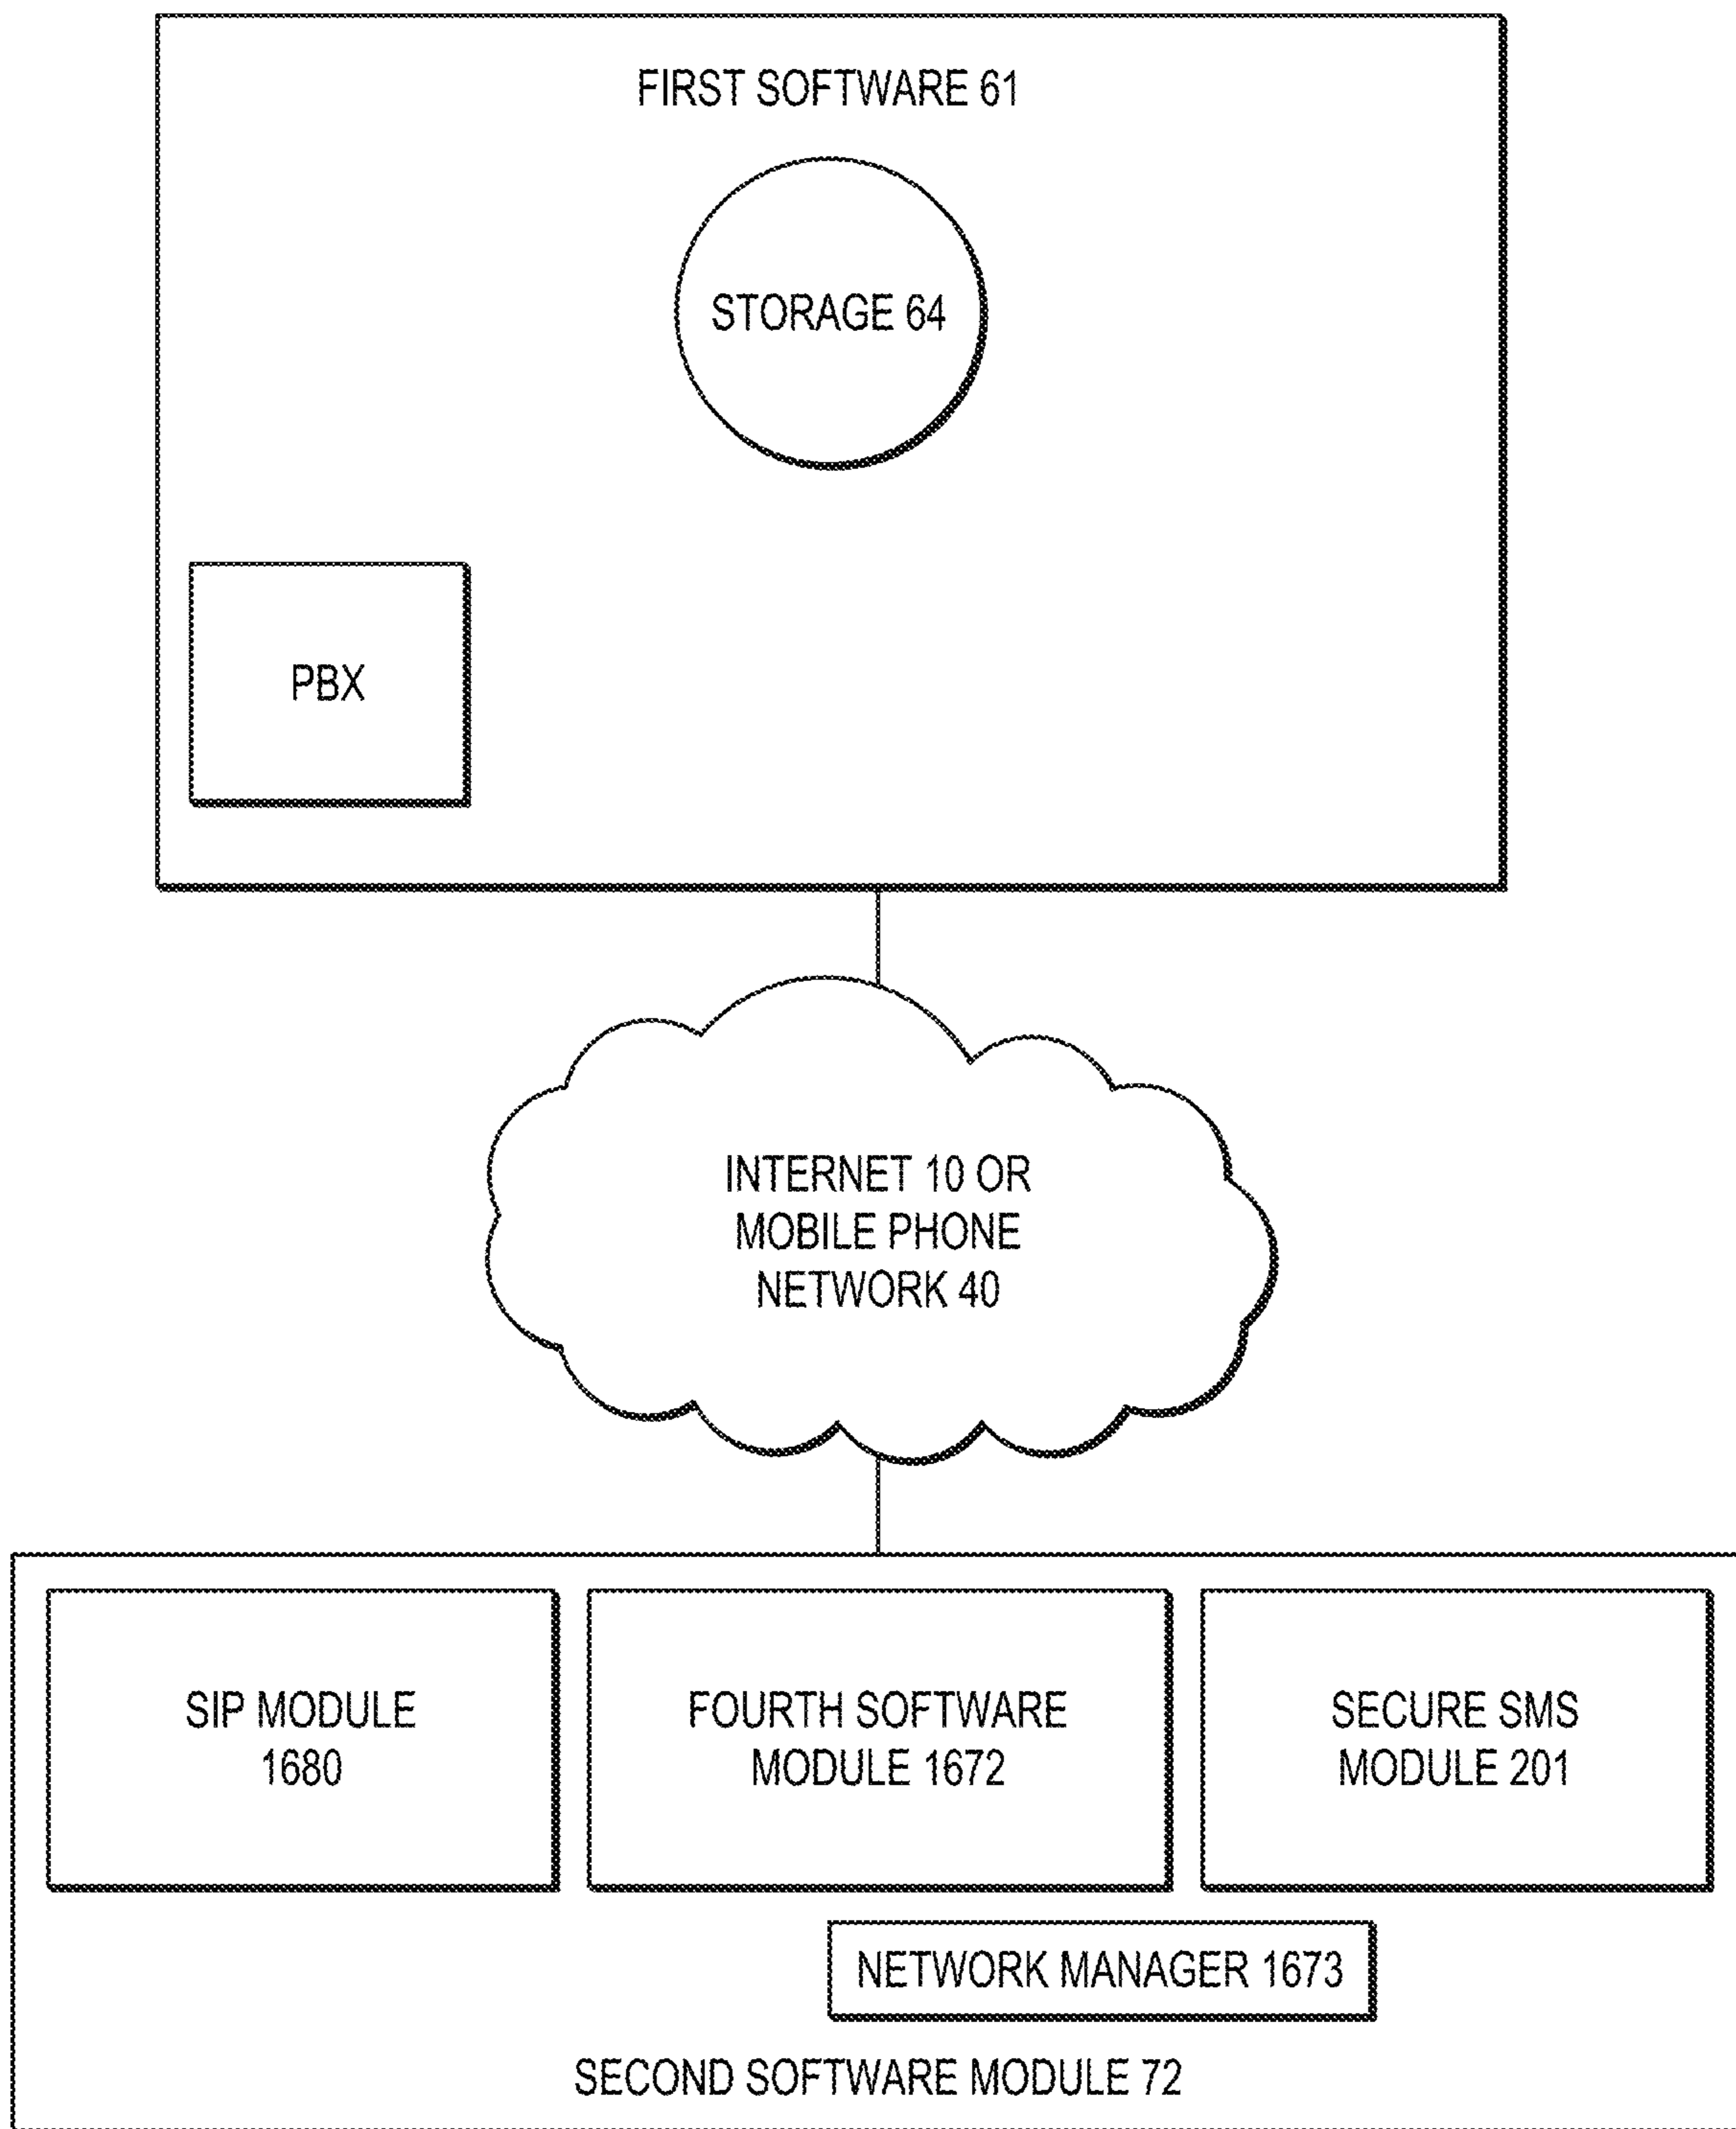 FIRST SOFTWARE 61
STORAGE 64
PBX
INTERNET 10 OR
MOBILE PHONE
NETWORK 40
SIP MODULE
1680
FOURTH SOFTWARE
MODULE 1672
SECURE SMS
MODULE 201
NETWORK MANAGER 1673
SECOND SOFTWARE MODULE 72